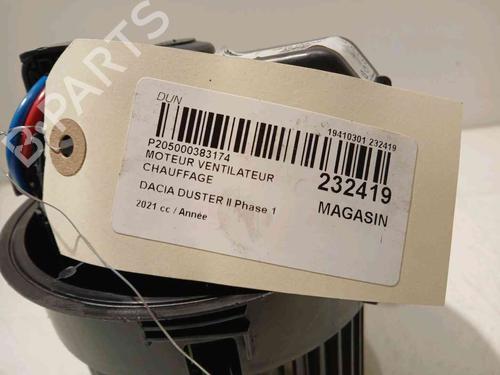 DUN
19410301 232419
P205000383174
MOTEUR VENTILATEUR
CHAUFFAGE
232419
DACIA DUSTER II Phase 1
MAGASIN
2021 cc / Année
B-PARTS